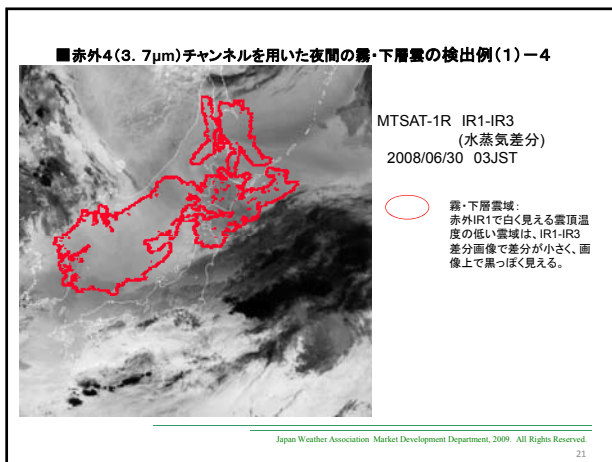 ■赤外4(3．7μm)チャンネルを用いた夜間の霧・下層雲の検出例(1)－4
MTSAT-1R IR1-IR3
(水蒸気差分)
2008/06/30 03JST
霧・下層雲域：
赤外IR1で白く見える雲頂温
度の低い雲域は、IR1-IR3
差分画像で差分が小さく、画
像上で黒っぽく見える。
Japan Weather Association Market Development Department, 2009. All Rights Reserved.
21